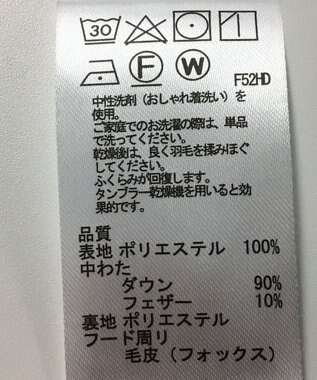 30
F W
F52HD
中性洗剤（おしゃれ着洗い）を
使用。
ご家庭でのお洗濯の際は、単品
で洗ってください。
乾燥後は、良く羽毛を揉みほぐ
してください。
ふくらみが回復します。
タンブラー乾燥機を用いると効
果的です。
品質
表地 ポリエステル 100%
中わた
ダウン 90%
フェザー 10%
裏地 ポリエステル
フード周り
毛皮（フォックス）